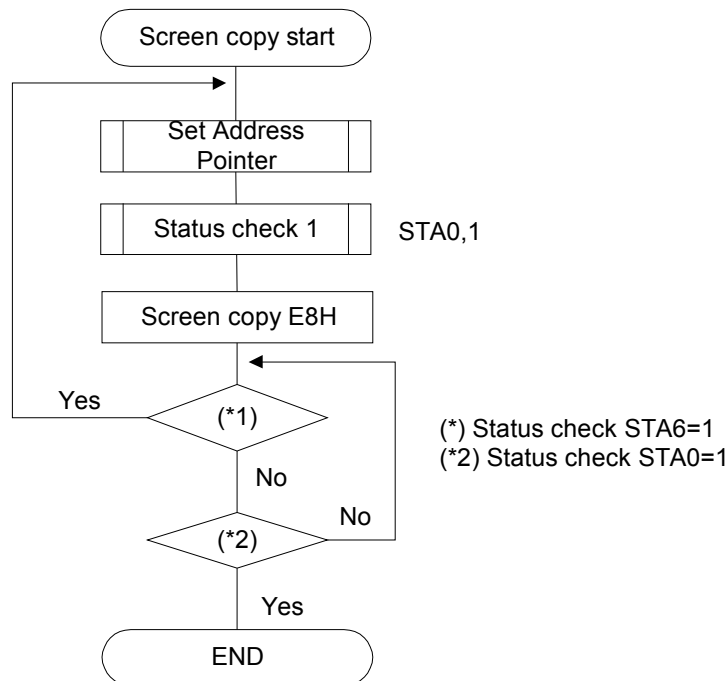 Screen copy start
Set Address
Pointer
Status check 1
STA0,1
Screen copy E8H
Yes
(*1)
(*) Status check STA6=1
(*2) Status check STA0=1
No
No
(*2)
Yes
END